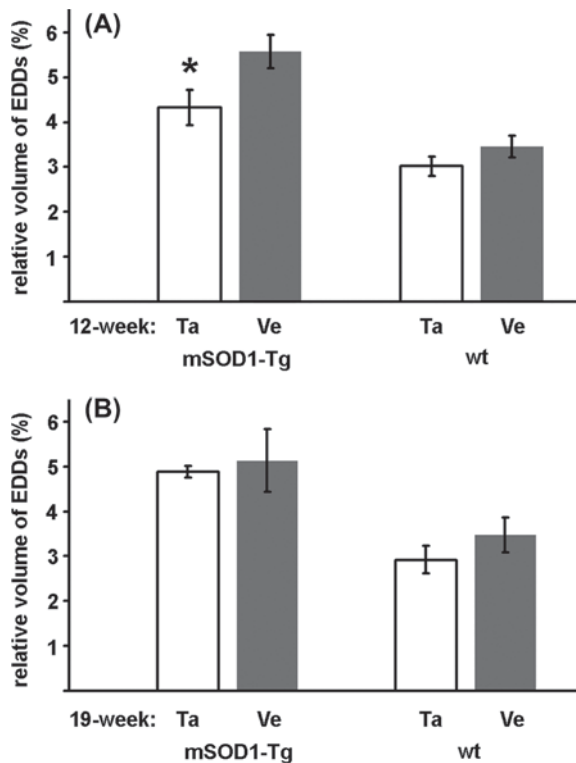 (A)
relative volume of EDDs (%)
6
5
4
3
2
1
*
12-week: Ta Ve Ta Ve
mSOD1-Tg wt
(B)
relative volume of EDDs (%)
6
5
4
3
2
1
19-week: Ta Ve Ta Ve
mSOD1-Tg wt